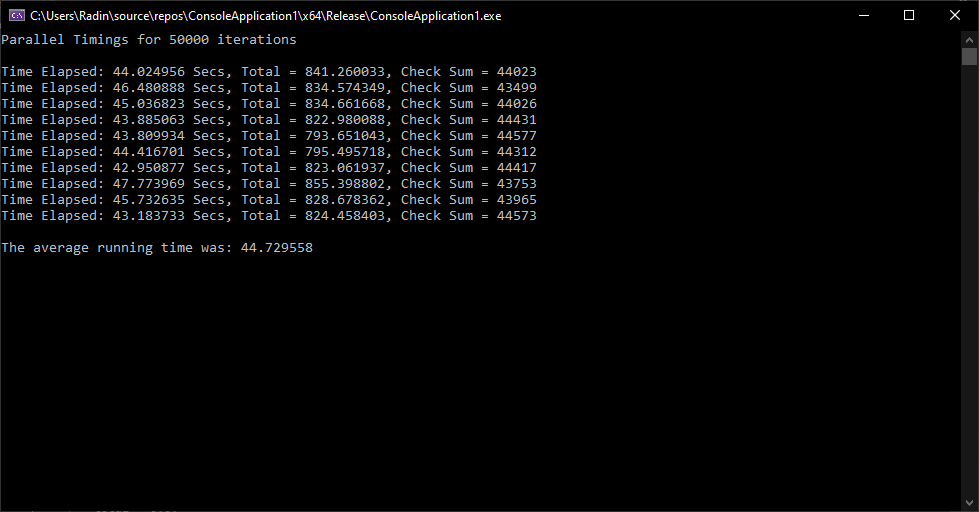 C:\Users\Radin\source\repos\ConsoleApplication1\x64\Release\ConsoleApplication1.exe
Parallel Timings for 50000 iterations
Time Elapsed: 44.024956 Secs, Total = 841.260033, Check Sum = 44023
Time Elapsed: 46.480888 Secs, Total = 834.574349, Check Sum = 43499
Time Elapsed: 45.036823 Secs, Total = 834.661668, Check Sum = 44026
Time Elapsed: 43.885063 Secs, Total = 822.980088, Check Sum = 44431
Time Elapsed: 43.809934 Secs, Total = 793.651043, Check Sum = 44577
Time Elapsed: 44.416701 Secs, Total = 795.495718, Check Sum = 44312
Time Elapsed: 42.950877 Secs, Total = 823.061937, Check Sum = 44417
Time Elapsed: 47.773969 Secs, Total = 855.398802, Check Sum = 43753
Time Elapsed: 45.732635 Secs, Total = 828.678362, Check Sum = 43965
Time Elapsed: 43.183733 Secs, Total = 824.458403, Check Sum = 44573
The average running time was: 44.729558